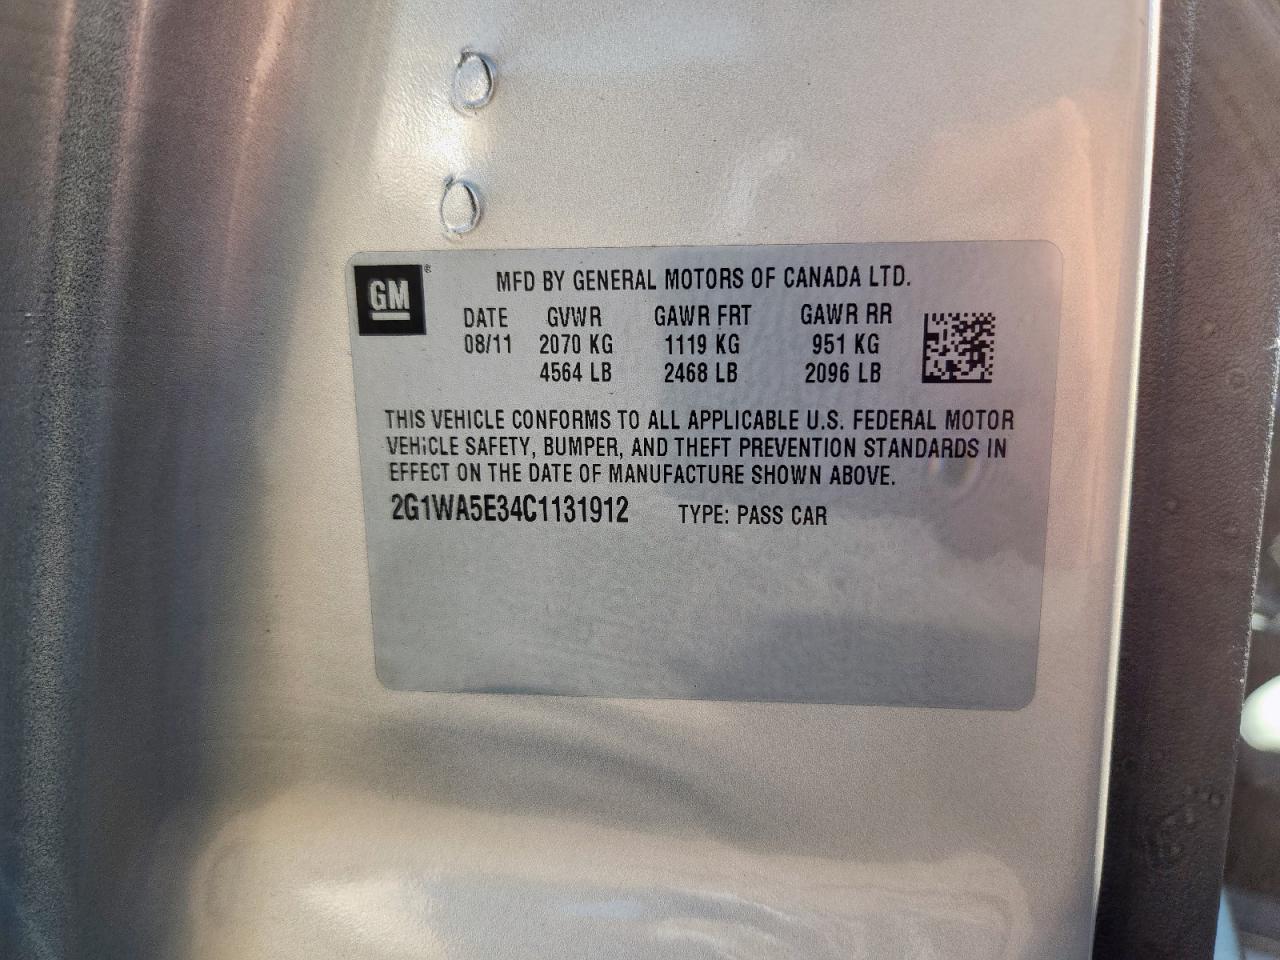 GM®
MFD BY GENERAL MOTORS OF CANADA LTD.
DATE GVWR GAWR FRT GAWR RR
08/11 2070 KG 1119 KG 951 KG
4564 LB 2468 LB 2096 LB
THIS VEHICLE CONFORMS TO ALL APPLICABLE U.S. FEDERAL MOTOR
VEHICLE SAFETY, BUMPER, AND THEFT PREVENTION STANDARDS IN
EFFECT ON THE DATE OF MANUFACTURE SHOWN ABOVE.
2G1WA5E34C1131912 TYPE: PASS CAR